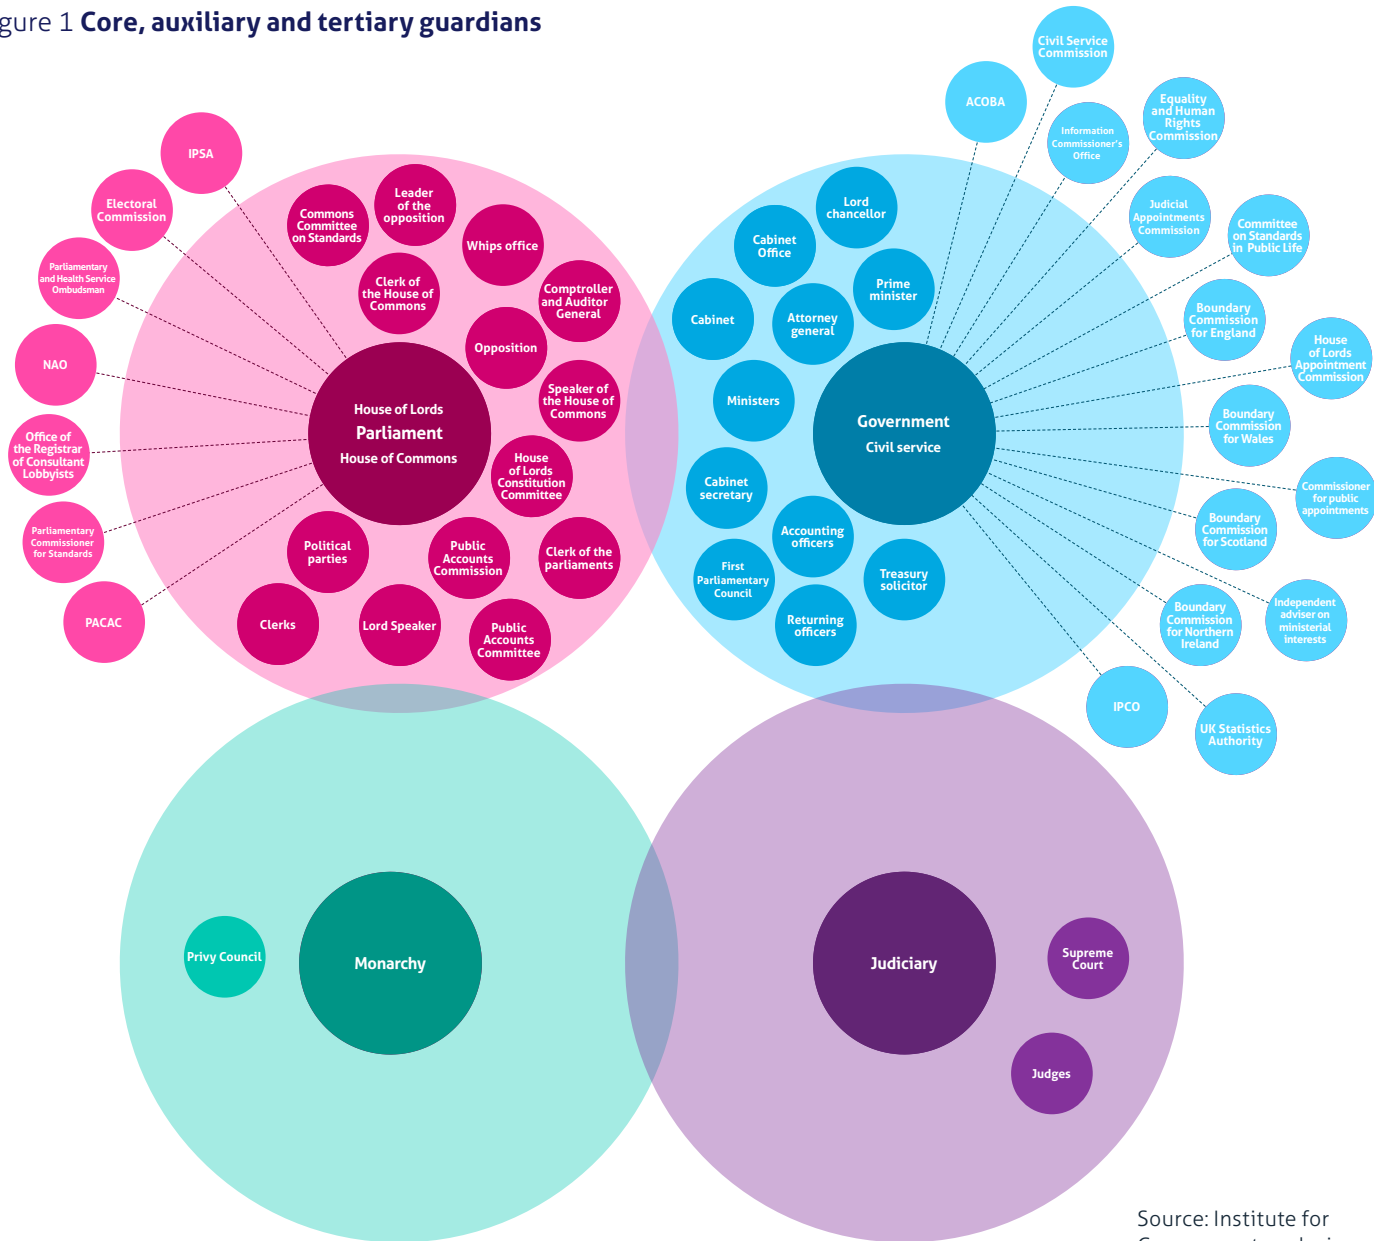 gure 1 Core, auxiliary and tertiary guardians
IPSA
Electoral
Commission
Parliamentary
and Health Service
Ombudsman
NAO
Office of
the Registrar
of Consultant
Lobbyists
Parliamentary
Commissioner
for Standards
PACAC
Commons
Committee
on Standards
Leader
of the
opposition
Whips office
Clerk of
the House of
Commons
Comptroller
and Auditor
General
Opposition
Speaker of
the House of
Commons
House of Lords
Parliament
House of Commons
House
of Lords
Constitution
Committee
Political
parties
Public
Accounts
Commission
Clerk of the
parliaments
Clerks
Lord Speaker
Public
Accounts
Committee
Lord
chancellor
Cabinet
Office
Prime
minister
Cabinet
Attorney
general
Ministers
Government
Civil service
Cabinet
secretary
Accounting
officers
First
Parliamentary
Council
Treasury
solicitor
Returning
officers
ACOBA
Civil Service
Commission
Information
Commissioner's
Office
Equality
and Human
Rights
Commission
Judicial
Appointments
Commission
Committee
on Standards
in Public Life
Boundary
Commission
for England
House
of Lords
Appointment
Commission
Boundary
Commission
for Wales
Commissioner
for public
appointments
Boundary
Commission
for Scotland
Independent
adviser on
ministerial
interests
Boundary
Commission
for Northern
Ireland
IPCO
UK Statistics
Authority
Privy Council
Monarchy
Judiciary
Supreme
Court
Judges
Source: Institute for